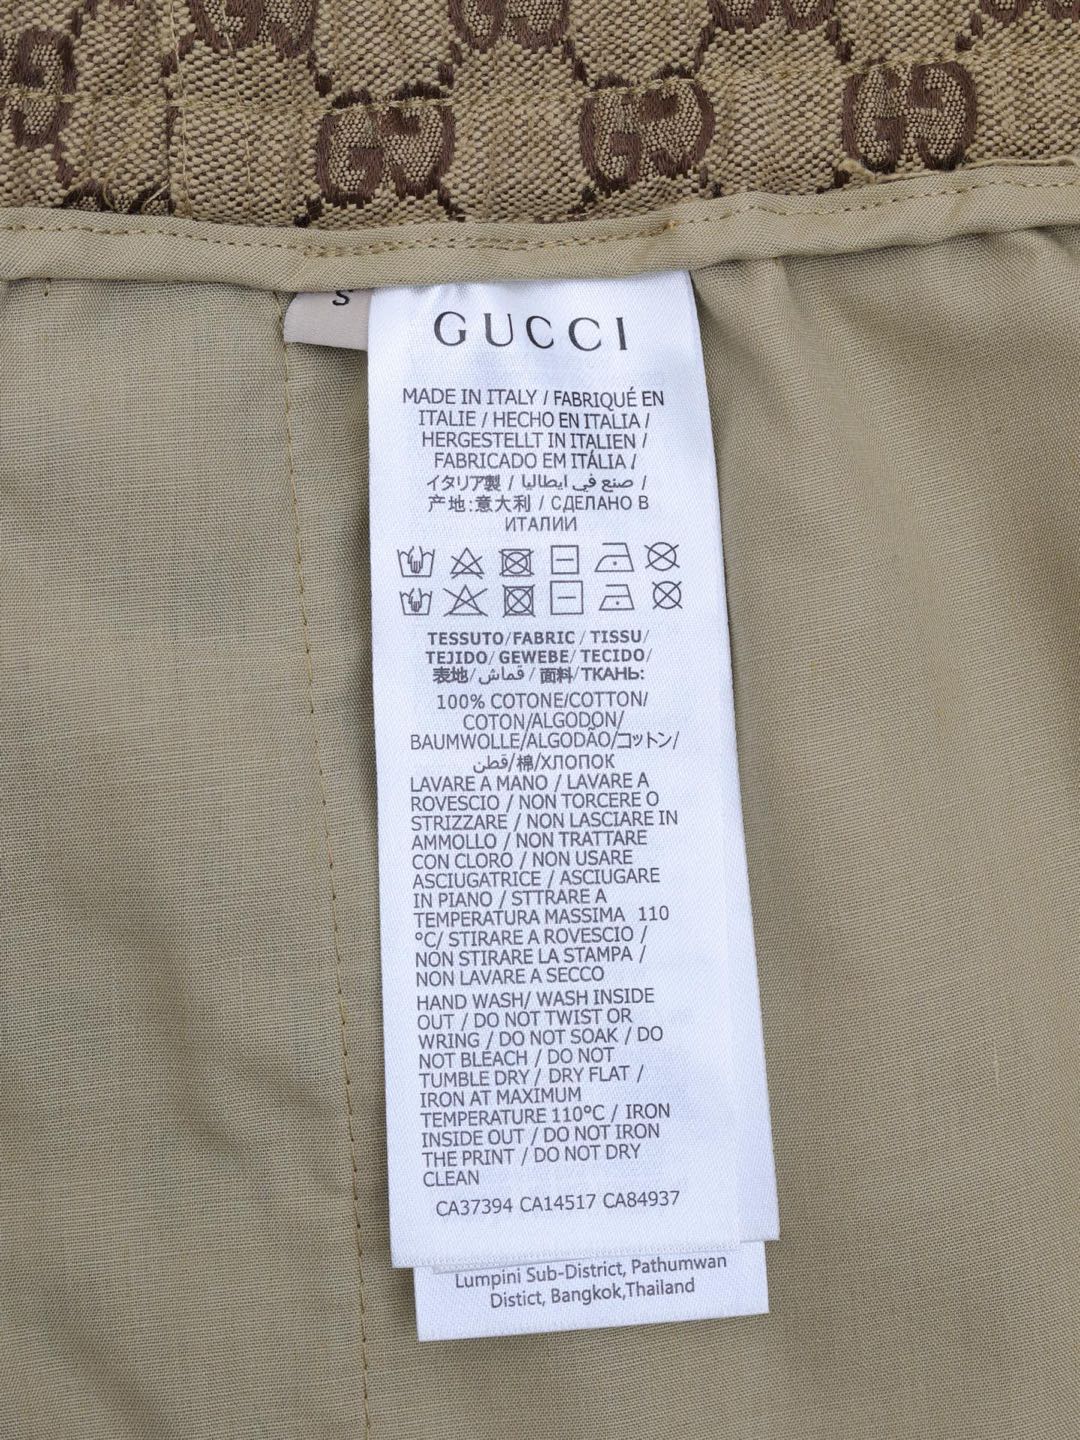 S
GUCCI
MADE IN ITALY / FABRIQUÉ EN
ITALIE / HECHO EN ITALIA /
HERGESTELLT IN ITALIEN /
FABRICADO EM ITÁLIA /
イタリア製 / صنع في ايطاليا /
产地:意大利 / СДЕЛАНО В
ИТАЛИИ
TESSUTO/FABRIC / TISSU/
TEJIDO/ GEWEBE/ TECIDO/
表地/ قماش / 面料/ТКАНЬ:
100% COTONE/COTTON/
COTON/ALGODON/
BAUMWOLLE/ALGODÃO/コットン/
قطن/棉/ХЛОПОК
LAVARE A MANO / LAVARE A
ROVESCIO / NON TORCERE O
STRIZZARE / NON LASCIARE IN
AMMOLLO / NON TRATTARE
CON CLORO / NON USARE
ASCIUGATRICE / ASCIUGARE
IN PIANO / STTRARE A
TEMPERATURA MASSIMA 110
°C/ STIRARE A ROVESCIO /
NON STIRARE LA STAMPA /
NON LAVARE A SECCO
HAND WASH/ WASH INSIDE
OUT / DO NOT TWIST OR
WRING / DO NOT SOAK / DO
NOT BLEACH / DO NOT
TUMBLE DRY / DRY FLAT /
IRON AT MAXIMUM
TEMPERATURE 110°C / IRON
INSIDE OUT / DO NOT IRON
THE PRINT / DO NOT DRY
CLEAN
CA37394 CA14517 CA84937
Lumpini Sub-District, Pathumwan
Distict, Bangkok,Thailand